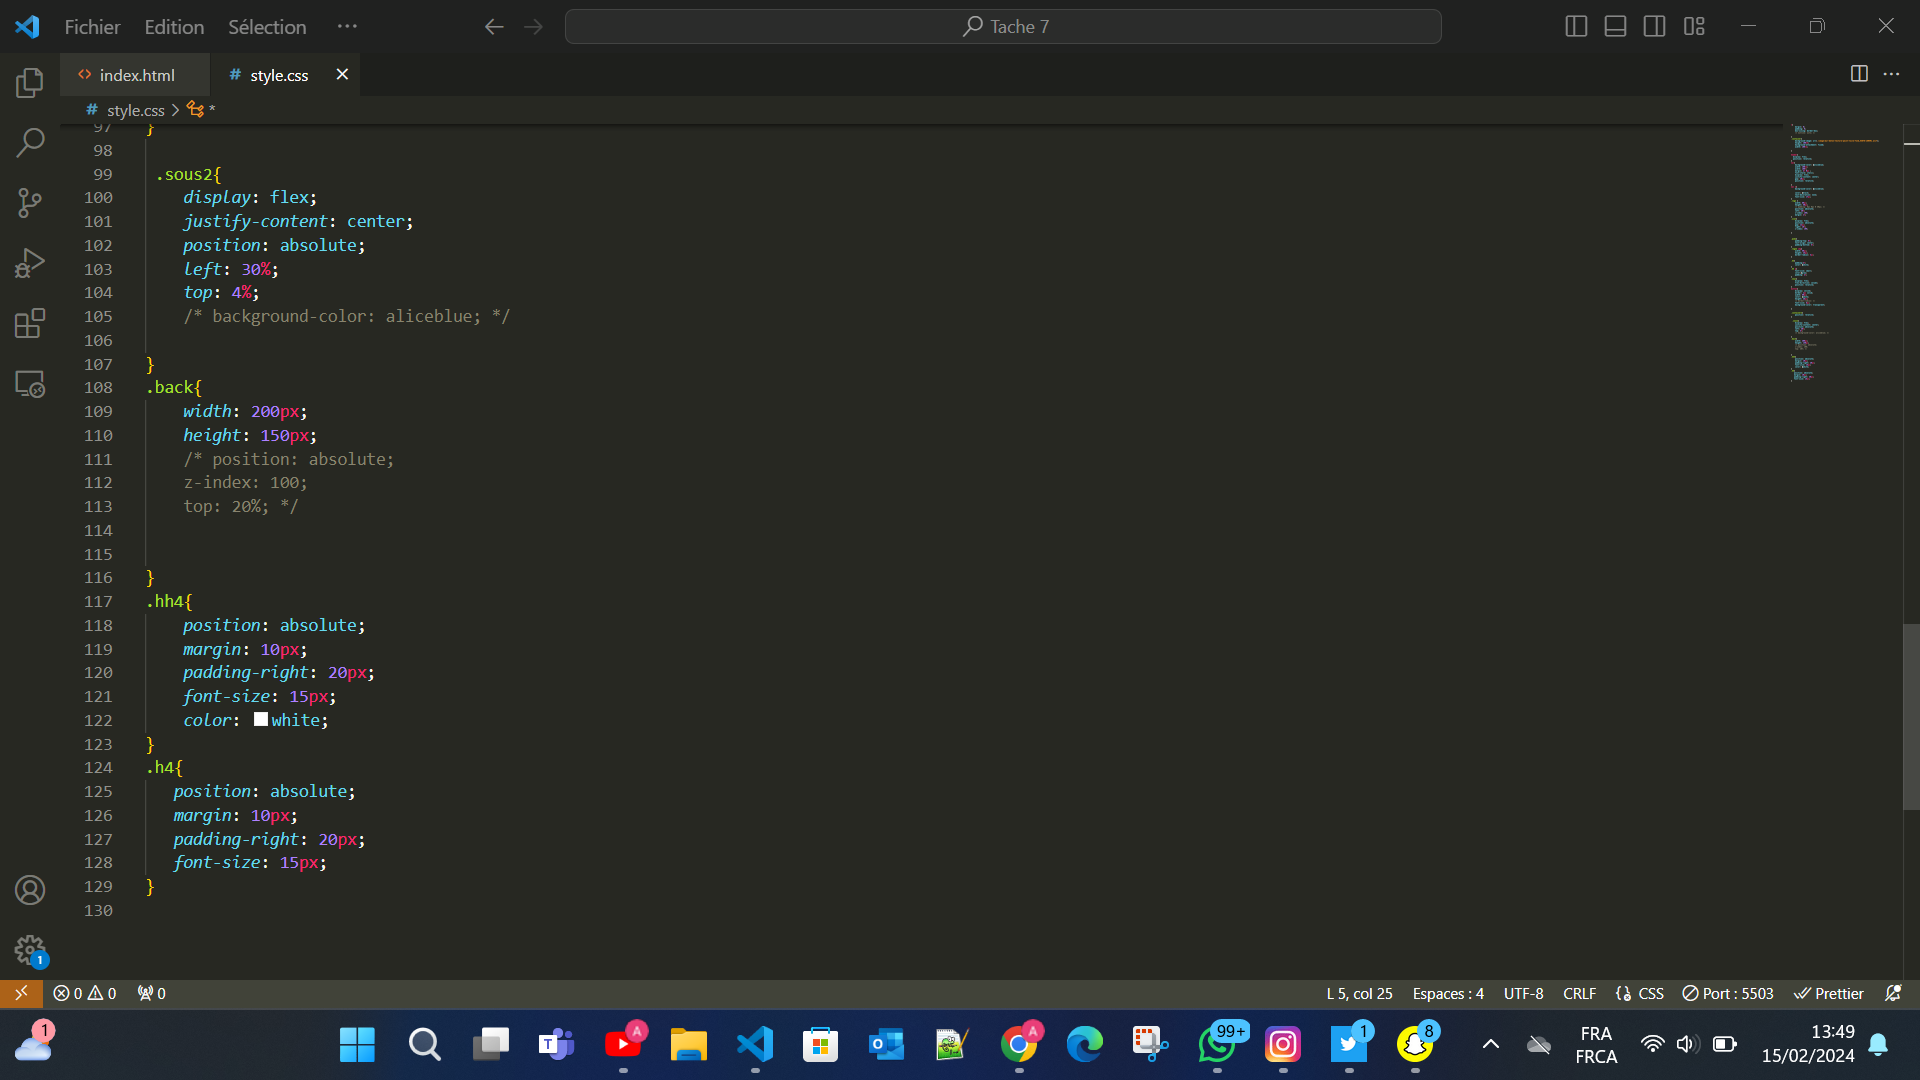 Fichier Edition Sélection ··· Tache 7
index.html # style.css
# style.css > *
97 }
98
99 .sous2{
100 display: flex;
101 justify-content: center;
102 position: absolute;
103 left: 30%;
104 top: 4%;
105 /* background-color: aliceblue; */
106
107 }
108 .back{
109 width: 200px;
110 height: 150px;
111 /* position: absolute;
112 z-index: 100;
113 top: 20%; */
114
115
116 }
117 .hh4{
118 position: absolute;
119 margin: 10px;
120 padding-right: 20px;
121 font-size: 15px;
122 color: white;
123 }
124 .h4{
125 position: absolute;
126 margin: 10px;
127 padding-right: 20px;
128 font-size: 15px;
129 }
130
1
0 0 0 L 5, col 25 Espaces : 4 UTF-8 CRLF CSS Port : 5503 Prettier
1 A A 99+ 1 8 FRA 13:49
FRCA 15/02/2024